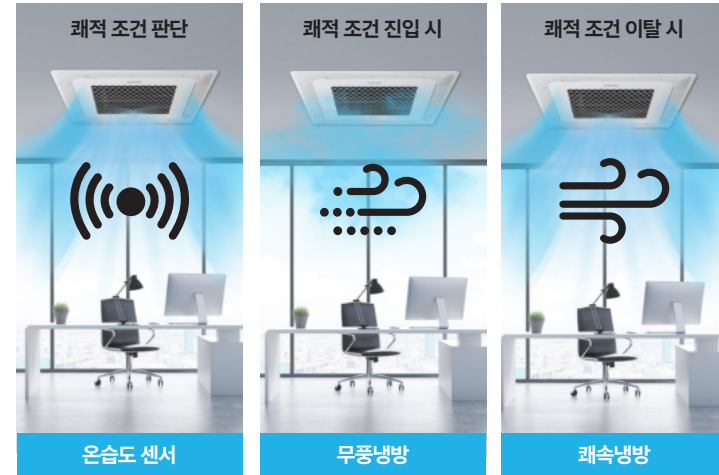 쾌적 조건 판단
쾌적 조건 진입 시
쾌적 조건 이탈 시
온습도 센서
무풍냉방
쾌속냉방